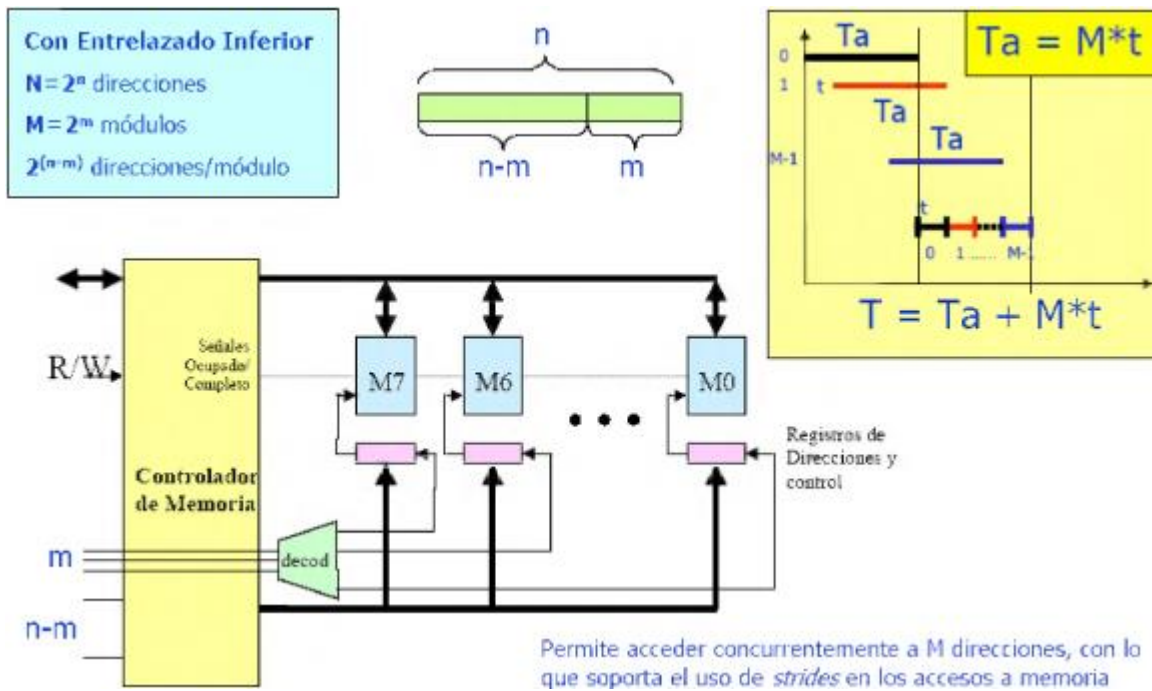 Con Entrelazado Inferior
N = 2ⁿ direcciones
M = 2ᵐ módulos
2⁽ⁿ⁻ᵐ⁾ direcciones/módulo
n
n-m
m
Ta = M*t
0
Ta
1
t
Ta
Ta
M-1
t
0
1
......
M-1
T = Ta + M*t
R/W
Señales
Ocupado/
Completo
M7
M6
M0
Registros de
Direcciones y
control
Controlador
de Memoria
m
decod
n-m
Permite acceder concurrentemente a M direcciones, con lo
que soporta el uso de strides en los accesos a memoria